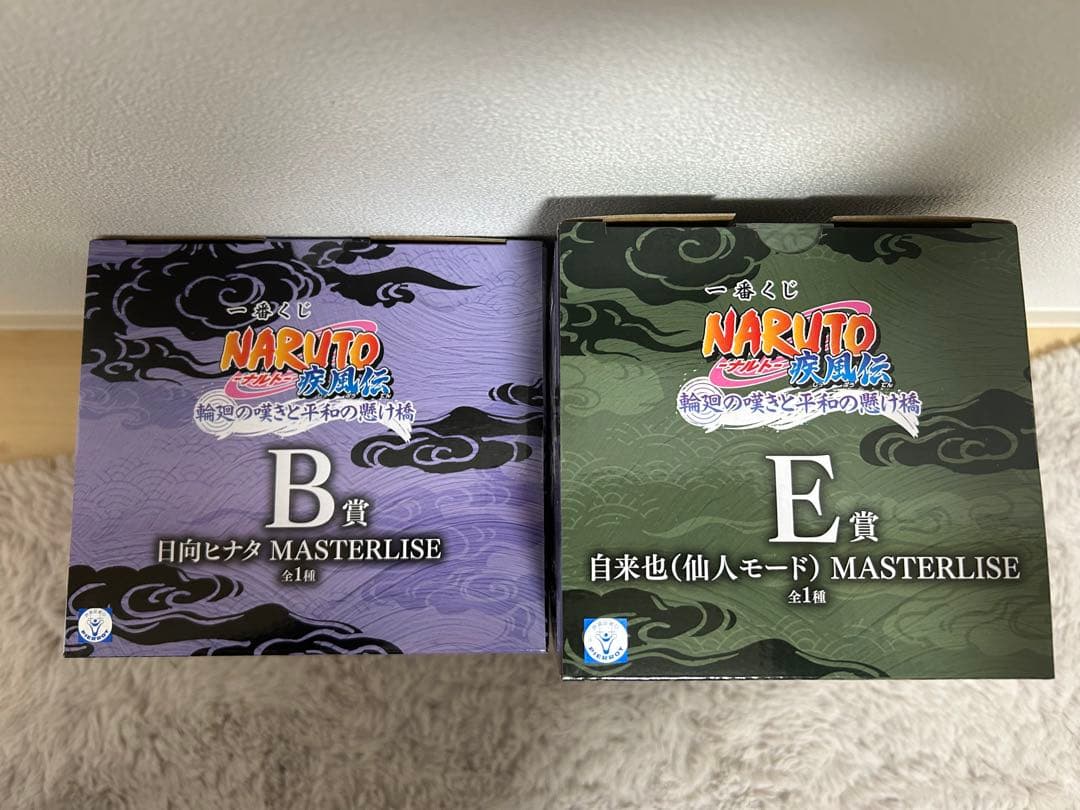 一番くじ
NARUTO
-ナルト-
疾風伝
輪廻の嘆きと平和の懸け橋
B賞
日向ヒナタ MASTERLISE
全1種
PIERROT
一番くじ
NARUTO
-ナルト-
疾風伝
輪廻の嘆きと平和の懸け橋
E賞
自来也(仙人モード) MASTERLISE
全1種
PIERROT